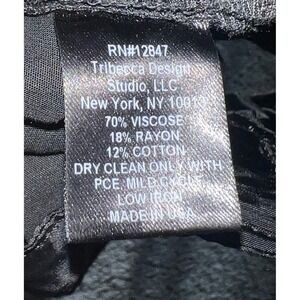 RN#12847
Tribecca Design
Studio, LLC
New York, NY 10013
70% VISCOSE
18% RAYON
12% COTTON
DRY CLEAN ONLY WITH
PCE, MILD CYCLE
LOW IRON
MADE IN USA